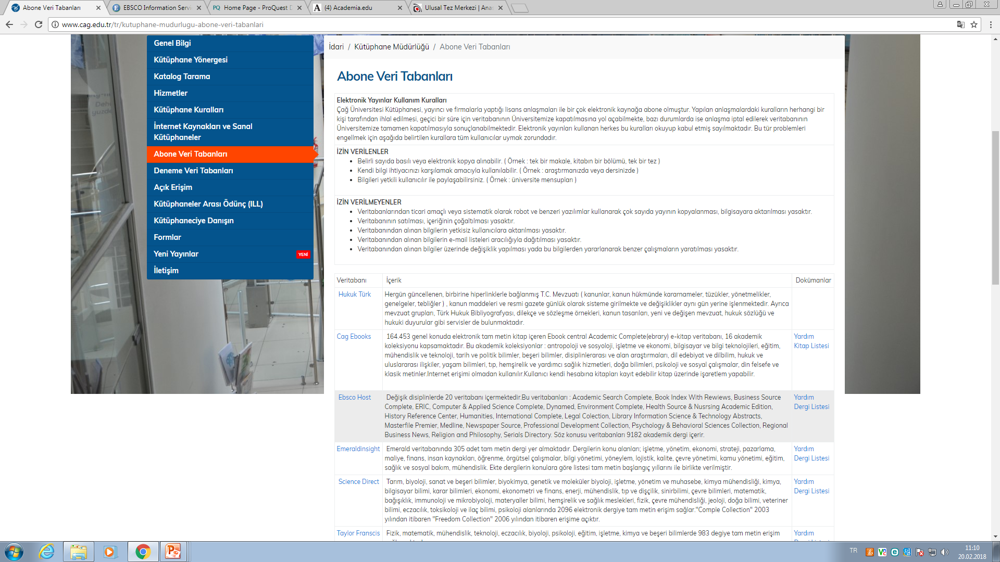 Abone Veri Tabanları
EBSCO Information Servi
Home Page - ProQuest D
(4) Academia.edu
Ulusal Tez Merkezi | Ana
www.cag.edu.tr/tr/kutuphane-mudurlugu-abone-veri-tabanlari
Genel Bilgi
Kütüphane Yönergesi
Katalog Tarama
Hizmetler
Kütüphane Kuralları
İnternet Kaynakları ve Sanal
Kütüphaneler
Abone Veri Tabanları
Deneme Veri Tabanları
Açık Erişim
Kütüphaneler Arası Ödünç (ILL)
Kütüphaneciye Danışın
Formlar
Yeni Yayınlar YENİ
İletişim
İdari / Kütüphane Müdürlüğü / Abone Veri Tabanları
Abone Veri Tabanları
Elektronik Yayınlar Kullanım Kuralları
Çağ Üniversitesi Kütüphanesi, yayıncı ve firmalarla yaptığı lisans anlaşmaları ile bir çok elektronik kaynağa abone olmuştur. Yapılan anlaşmalardaki kuralların herhangi bir
kişi tarafından ihlal edilmesi, geçici bir süre için veritabanının Üniversitemize kapatılmasına yol açabilmekte, bazı durumlarda ise anlaşma iptal edilerek veritabanının
Üniversitemize tamamen kapatılmasıyla sonuçlanabilmektedir. Elektronik yayınları kullanan herkes bu kuralları okuyup kabul etmiş sayılmaktadır. Bu tür problemleri
engellmek için aşağıda belirtilen kurallara tüm kullanıcılar uymak zorundadır.
İZİN VERİLENLER
Belirli sayıda basılı veya elektronik kopya alınabilir. ( Örnek : tek bir makale, kitabın bir bölümü, tek bir tez )
Kendi bilgi ihtiyacınızı karşılamak amacıyla kullanılabilir. ( Örnek : araştırmanızda veya dersinizde )
Bilgileri yetkili kullanıcılır ile paylaşabilirsiniz. ( Örnek : üniversite mensupları )
İZİN VERİLMEYENLER
Veritabanlarından ticari amaçlı veya sistematik olarak robot ve benzeri yazılımlar kullanarak çok sayıda yayının kopyalanması, bilgisayara aktarılması yasaktır.
Veritabanının satılması, içeriğinin çoğaltılması yasaktır.
Veritabanından alınan bilgilerin yetkisiz kullanıcılara aktarılması yasaktır.
Veritabanından alınan bilgilerin e-mail listeleri aracılığıyla dağıtılması yasaktır.
Veritabanından alınan bilgiler üzerinde değişiklik yapılması yada bu bilgilerden yararlanarak benzer çalışmaların yaratılması yasaktır.
Veritabanı İçerik Dokümanlar
Hukuk Türk
Hergün güncellenen, birbirine hiperlinklerle bağlanmış T.C. Mevzuatı ( kanunlar, kanun hükmünde kararnameler, tüzükler, yönetmelikler,
genelgeler, tebliğler ) , kanun maddeleri ve resmi gazete günlük olarak sisteme girilmekte ve değişiklikler aynı gün yerine işlenmektedir. Ayrıca
mevzuat grupları, Türk Hukuk Bibliyografyası, dilekçe ve sözleşme örnekleri, kanun tasarıları, yeni ve değişen mevzuat, hukuk sözlüğü ve
hukuki duyurular gibi servisler de bulunmaktadır.
Cag Ebooks
164.453 genel konuda elektronik tam metin kitap içeren Ebook central Academic Complete(ebrary) e-kitap veritabanı, 16 akademik
koleksiyonu kapsamaktadır. Bu akademik koleksiyonlar : antropoloji ve sosyoloji, işletme ve ekonomi, bilgisayar ve bilgi teknolojileri, eğitim,
mühendislik ve teknoloji, tarih ve politik bilimler, beşeri bilimler, disiplinlerarası ve alan araştırmaları, dil edebiyat ve dilbilim, hukuk ve
uluslararası ilişkiler, yaşam bilimleri, tıp, hemşirelik ve yardımcı sağlık hizmetleri, doğa bilimleri, psikoloji ve sosyal çalışmalar, din felsefe ve
klasik metinler.Internet erişimi olmadan kullanılır.Kullanıcı kendi hesabına kitapları kayıt edebilir kitap üzerinde işaretlem yapabilir.
Yardım
Kitap Listesi
Ebsco Host
Değişik disiplinlerde 20 veritabanı içermektedir.Bu veritabanları : Academic Search Complete, Book Index With Rewiews, Business Source
Complete, ERIC, Computer & Applied Science Complete, Dynamed, Environment Complete, Health Source & Nusrsing Academic Edition,
History Reference Center, Humanities, International Complete, Legal Colection, Library Information Science & Technology Abstracts,
Masterfile Premier, Medline, Newspaper Source, Professional Development Collection, Psychology & Behavioral Sciences Collection, Regional
Business News, Religion and Philosophy, Serials Directory. Söz konusu veritabanları 9182 akademik dergi içerir.
Yardım
Dergi Listesi
Emeraldinsight
Emerald veritabanında 305 adet tam metin dergi yer almaktadır. Dergilerin konu alanları; işletme, yönetim, ekonomi, strateji, pazarlama,
maliye, finans, insan kaynakları, öğrenme, örgütsel çalışmalar, bilgi yönetimi, yöneylem, lojistik, kalite, çevre yönetimi, kamu yönetimi, eğitim,
sağlık ve sosyal bakım, mühendislik. Ekte dergilerin konulara göre listesi tam metin başlangıç yıllarını ile birlikte verilmiştir.
Yardım
Dergi Listesi
Science Direct
Tarım, biyoloji, sanat ve beşeri bilimler, biyokimya, genetik ve moleküler biyoloji, işletme, yönetim ve muhasebe, kimya mühendisliği, kimya,
bilgisayar bilimi, karar bilimleri, ekonomi, ekonometri ve finans, enerji, mühendislik, tıp ve dişçilik, sinirbilimi, çevre bilimleri, matematik,
bağışıklık, immunoloji ve mikrobiyoloji, materyaller bilimi, hemşirelik ve sağlık meslekleri, fizik, çevre mühendisliği, jeoloji, doğa bilimi, veteriner
bilimi, eczacılık, toksikoloji ve ilaç bilimi, psikoloji alanlarında 2096 elektronik dergiye tam metin erişim sağlar."Comple Collection" 2003
yılından itibaren "Freedom Collection" 2006 yılından itibaren erişime açıktır.
Yardım
Dergi Listesi
Taylor Franscis
Fizik, matematik, mühendislik, teknoloji, eczacılık, biyoloji, psikoloji, eğitim, işletme, kimya ve beşeri bilimlerde 983 degiye tam metin erişim
Yardım
TR
11:10
20.02.2018